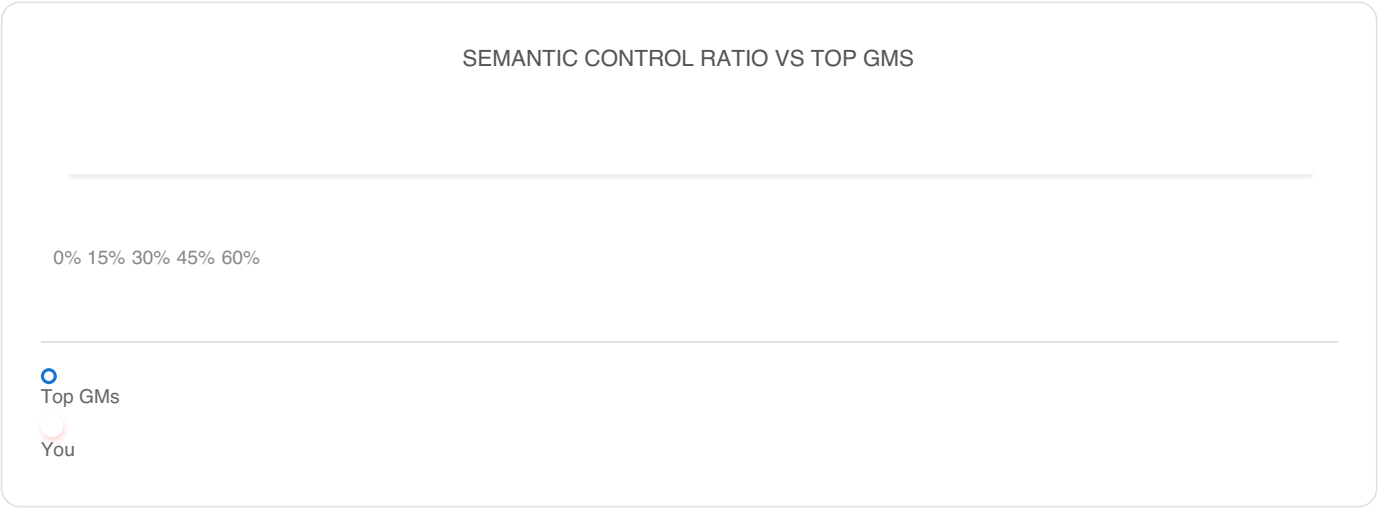 SEMANTIC CONTROL RATIO VS TOP GMS
0% 15% 30% 45% 60%
Top GMs
You